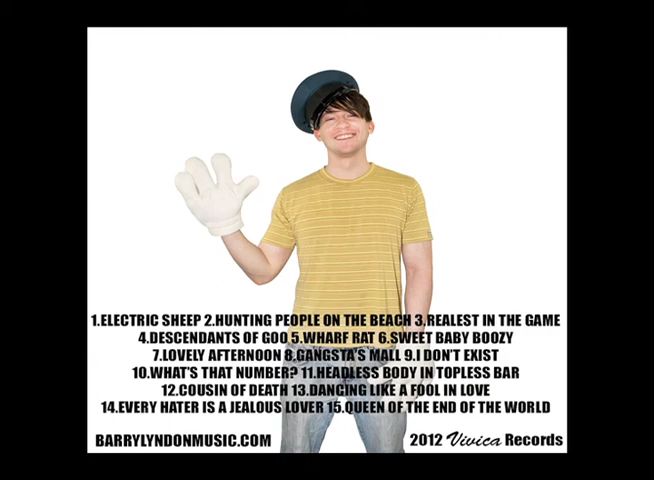 1.ELECTRIC SHEEP 2.HUNTING PEOPLE ON THE BEACH 3.REALEST IN THE GAME
4.DESCENDANTS OF GOO 5.WHARF RAT 6.SWEET BABY BOOZY
7.LOVELY AFTERNOON 8.GANGSTA'S MALL 9.I DON'T EXIST
10.WHAT'S THAT NUMBER? 11.HEADLESS BODY IN TOPLESS BAR
12.COUSIN OF DEATH 13.DANCING LIKE A FOOL IN LOVE
14.EVERY HATER IS A JEALOUS LOVER 15.QUEEN OF THE END OF THE WORLD
BARRYLYNDONMUSIC.COM 2012 Vivica Records